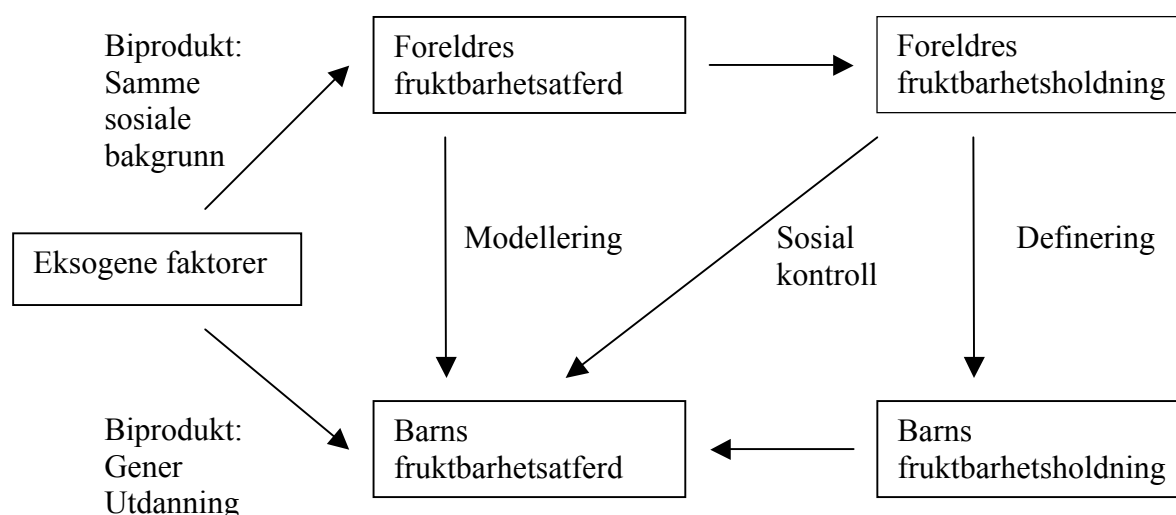 Biprodukt:
Samme
sosiale
bakgrunn
Foreldres
fruktbarhetsatferd
Foreldres
fruktbarhetsholdning
Eksogene faktorer
Modellering
Sosial
kontroll
Definering
Biprodukt:
Gener
Utdanning
Barns
fruktbarhetsatferd
Barns
fruktbarhetsholdning